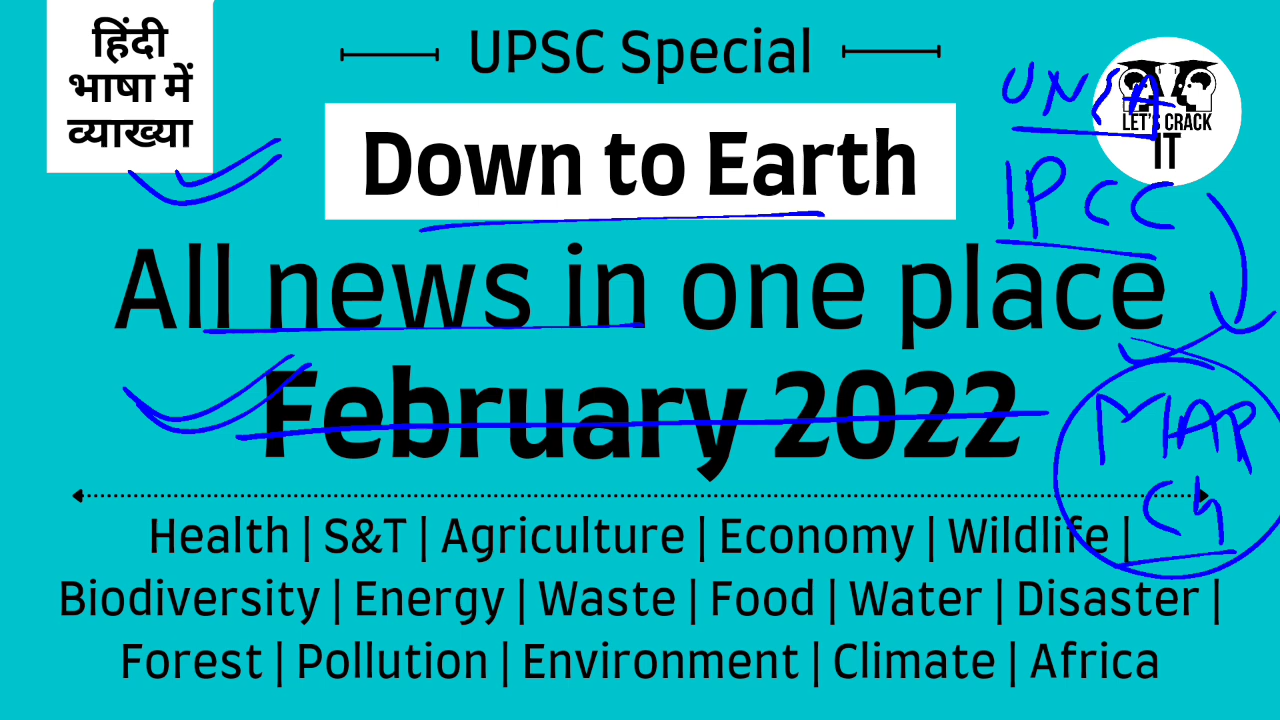 हिंदी
भाषा में
व्याख्या
UPSC Special
LET'S CRACK
IT
Down to Earth
IPCC
All news in one place
February 2022
MAP
Health | S&T | Agriculture | Economy | Wildlife |
Biodiversity | Energy | Waste | Food | Water | Disaster |
Forest | Pollution | Environment | Climate | Africa